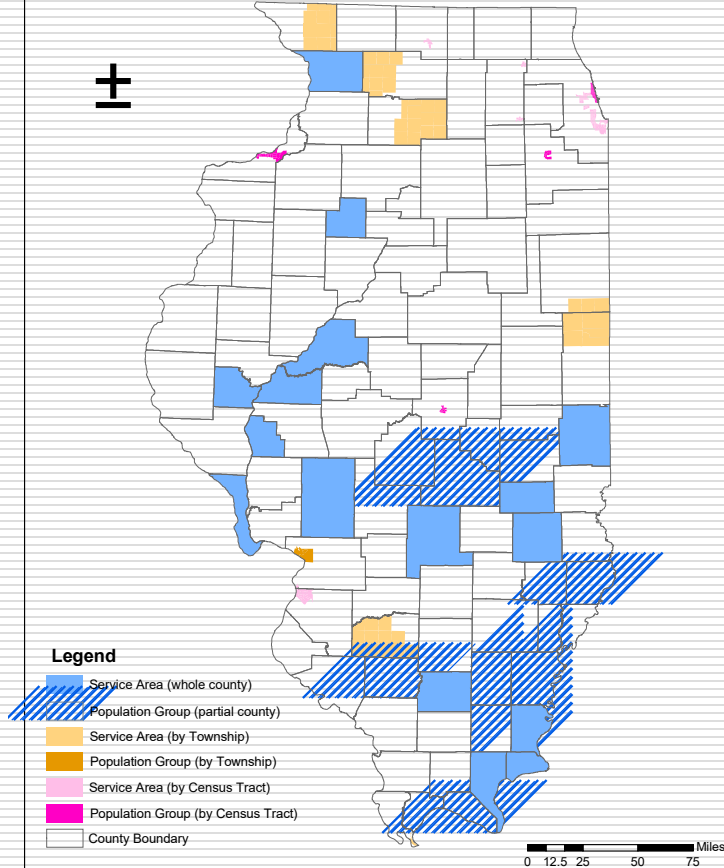 ±
Legend
Service Area (whole county)
Population Group (partial county)
Service Area (by Township)
Population Group (by Township)
Service Area (by Census Tract)
Population Group (by Census Tract)
County Boundary
Miles
0 12.5 25 50 75